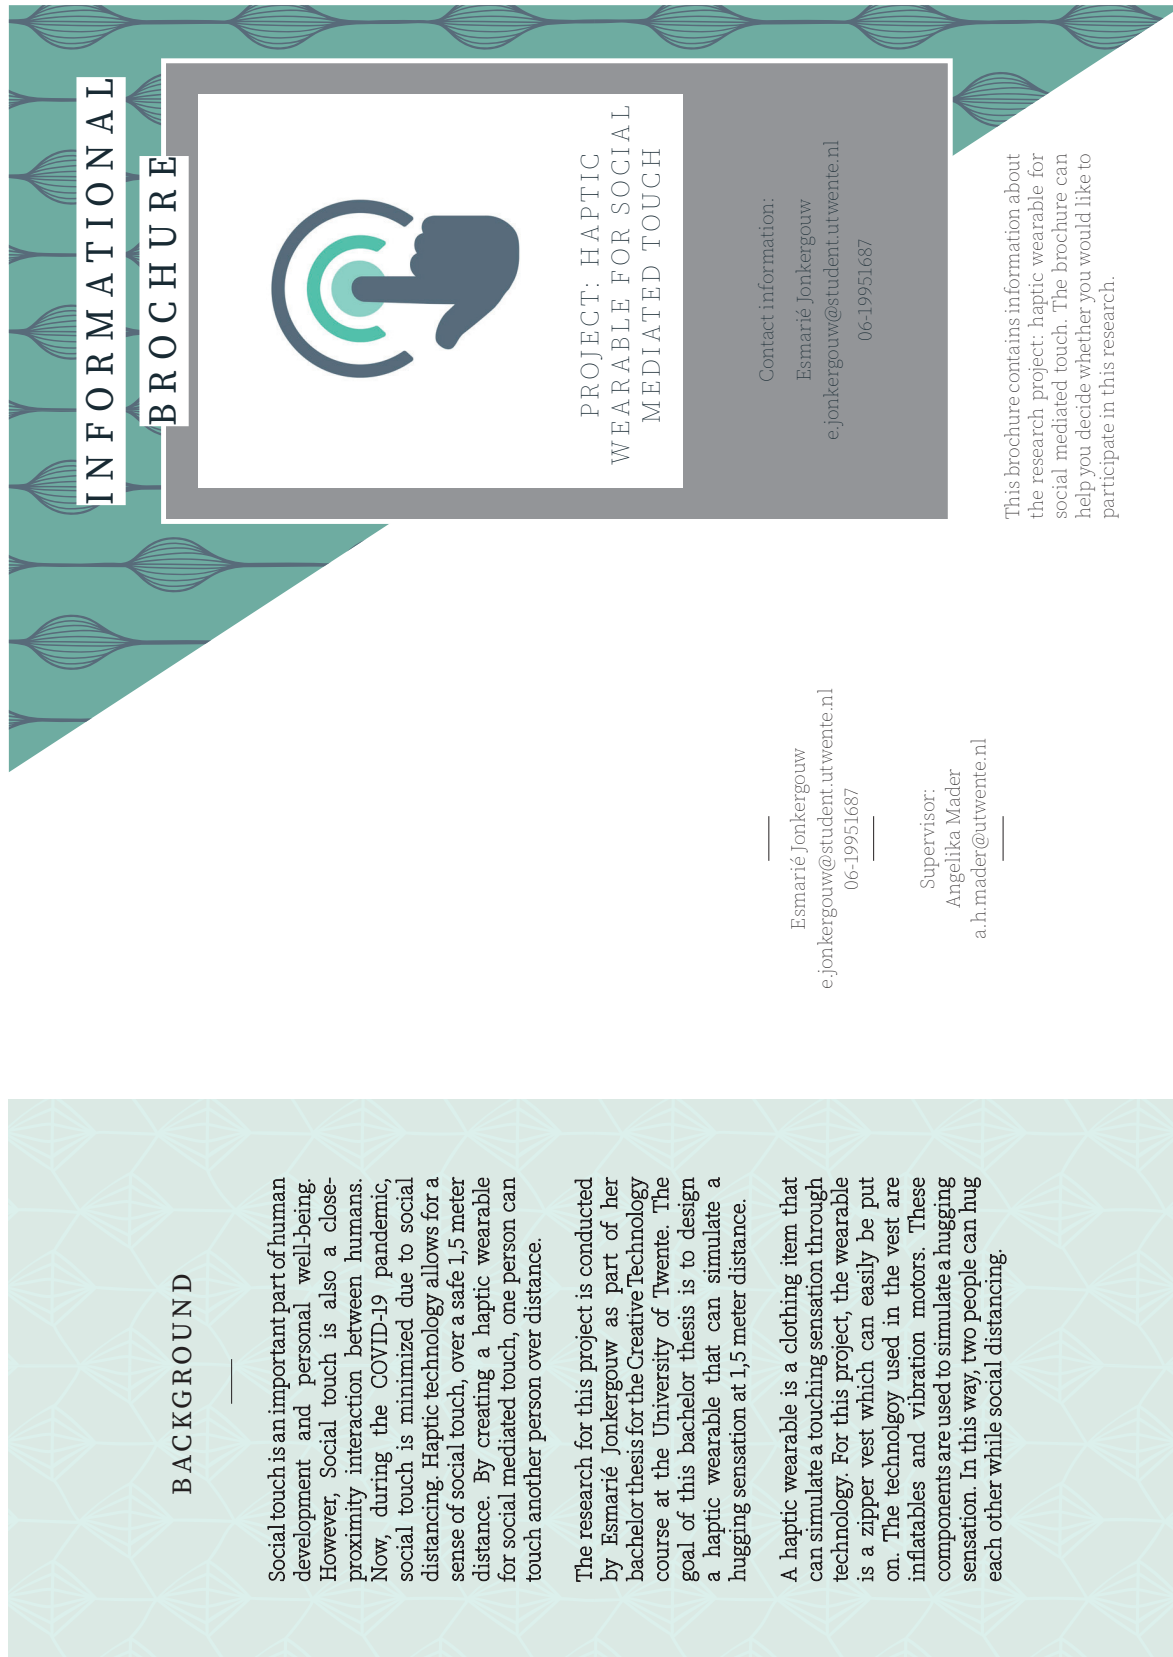 BACKGROUND
Social touch is an important part of human
development and personal well-being.
However, Social touch is also a close-
proximity interaction between humans.
Now, during the COVID-19 pandemic,
social touch is minimized due to social
distancing. Haptic technology allows for a
sense of social touch, over a safe 1,5 meter
distance. By creating a haptic wearable
for social mediated touch, one person can
touch another person over distance.
The research for this project is conducted
by Esmarié Jonkergouw as part of her
bachelor thesis for the Creative Technology
course at the University of Twente. The
goal of this bachelor thesis is to design
a haptic wearable that can simulate a
hugging sensation at 1,5 meter distance.
A haptic wearable is a clothing item that
can simulate a touching sensation through
technology. For this project, the wearable
is a zipper vest which can easily be put
on. The technolgoy used in the vest are
inflatables and vibration motors. These
components are used to simulate a hugging
sensation. In this way, two people can hug
each other while social distancing.
Esmarié Jonkergouw
e.jonkergouw@student.utwente.nl
06-19951687
Supervisor:
Angelika Mader
a.h.mader@utwente.nl
INFORMATIONAL
BROCHURE
PROJECT: HAPTIC
WEARABLE FOR SOCIAL
MEDIATED TOUCH
Contact information:
Esmarié Jonkergouw
e.jonkergouw@student.utwente.nl
06-19951687
This brochure contains information about
the research project: haptic wearable for
social mediated touch. The brochure can
help you decide whether you would like to
participate in this research.